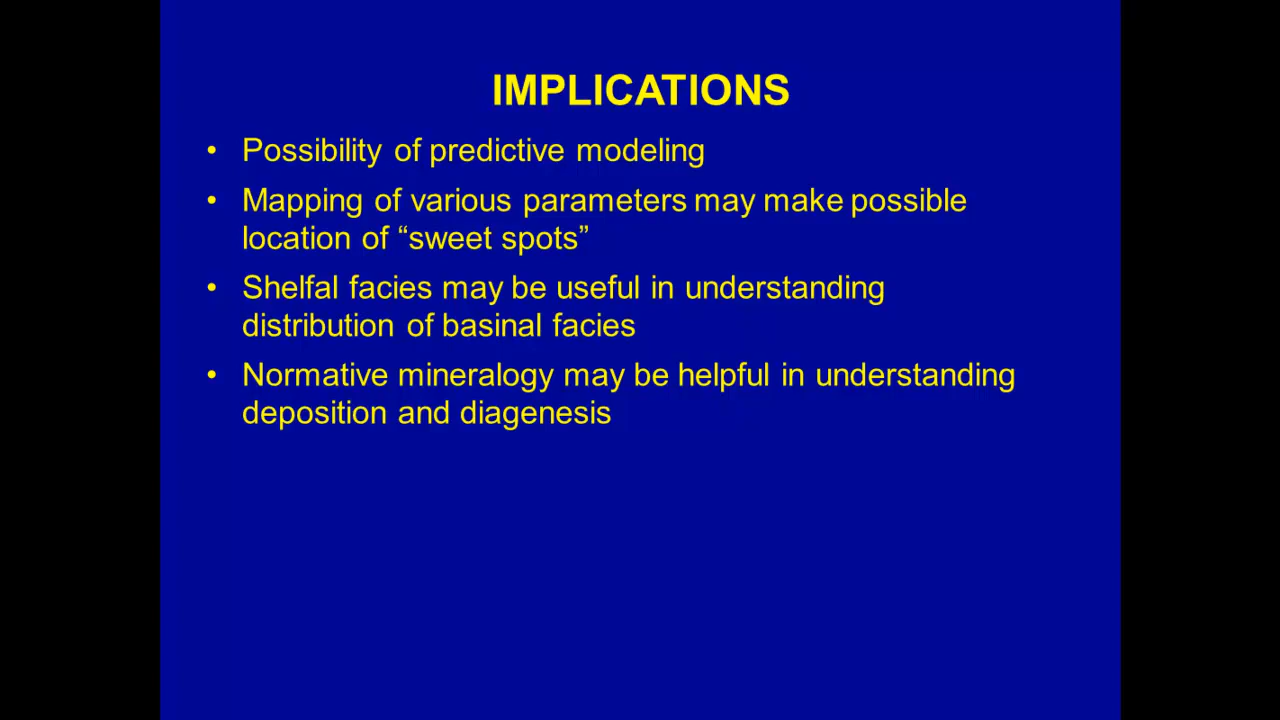 IMPLICATIONS
• Possibility of predictive modeling
• Mapping of various parameters may make possible
location of “sweet spots”
• Shelfal facies may be useful in understanding
distribution of basinal facies
• Normative mineralogy may be helpful in understanding
deposition and diagenesis